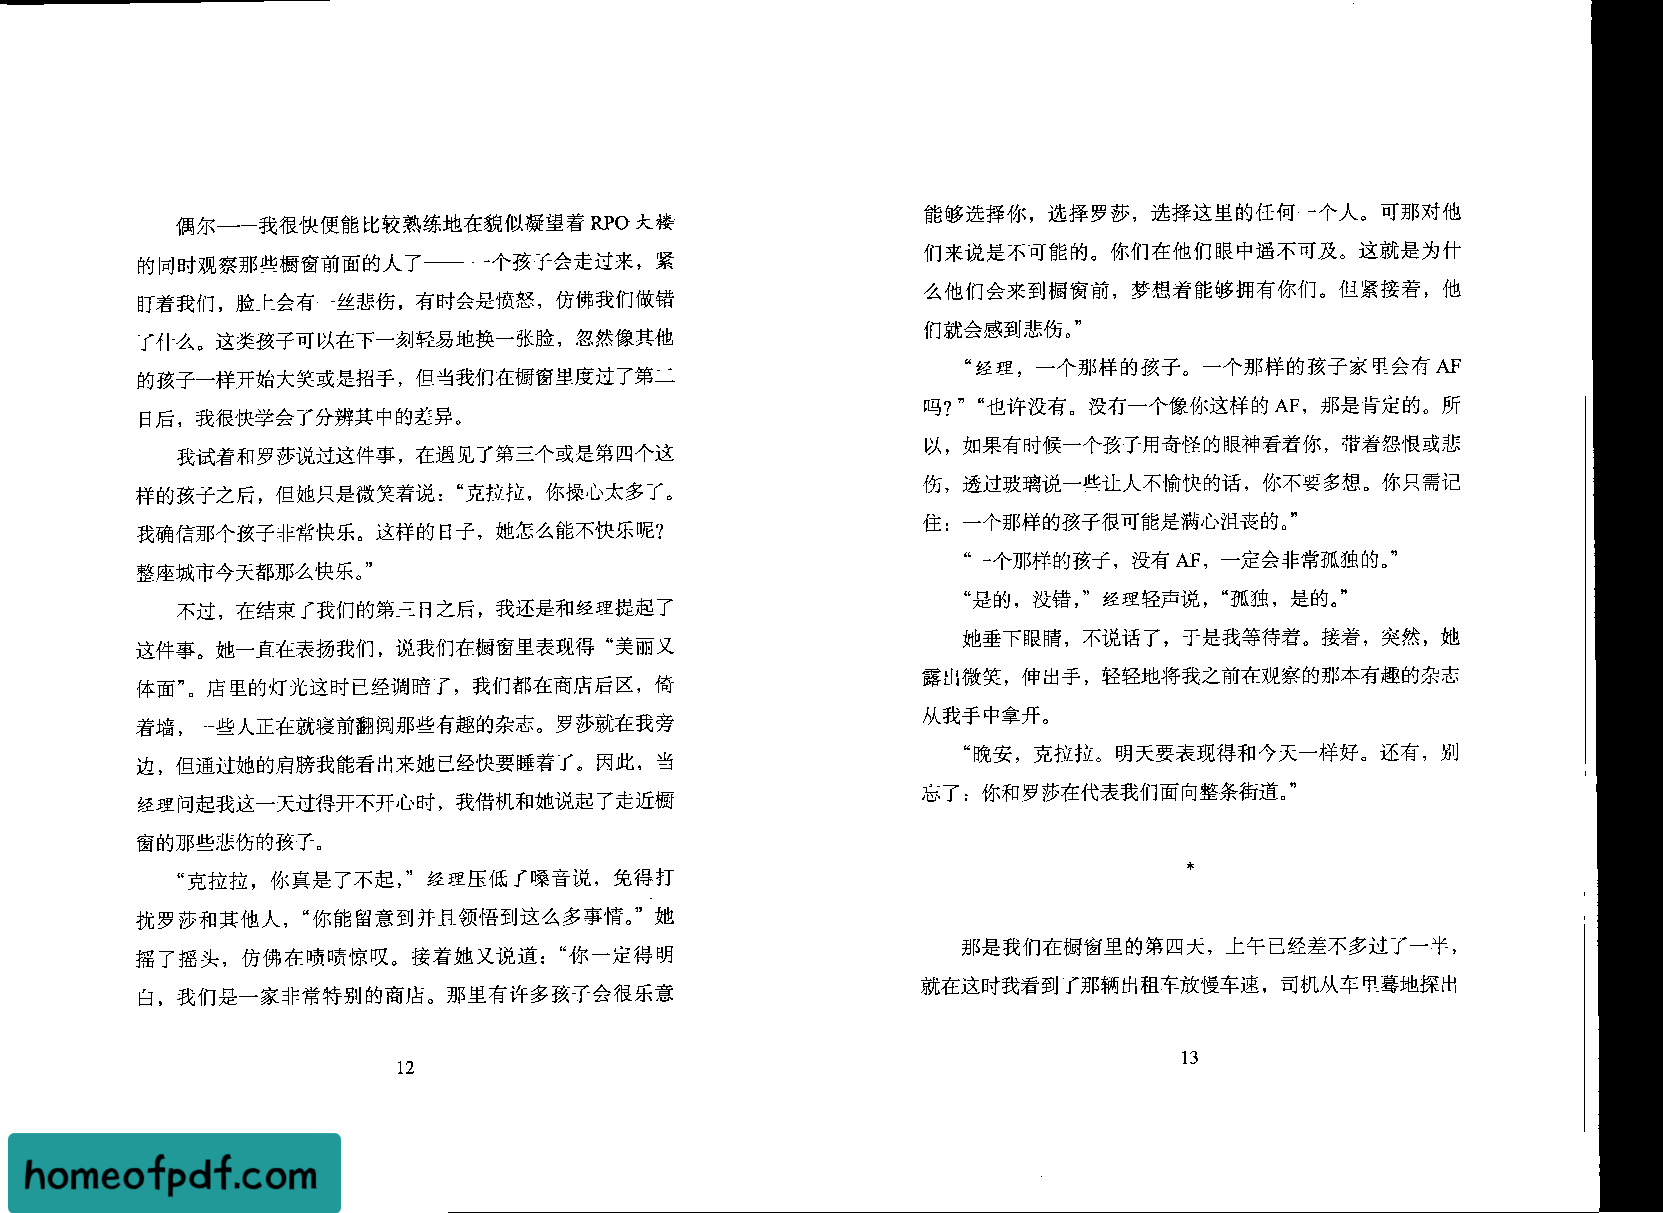 偶尔——我很快便能比较熟练地在貌似凝望着 RPO 大楼
的同时观察那些橱窗前面的人了——一个孩子会走过来，紧
盯着我们，脸上会有一丝悲伤，有时会是愤怒，仿佛我们做错
了什么。这类孩子可以在下一刻轻易地换一张脸，忽然像其他
的孩子一样开始大笑或是招手，但当我们在橱窗里度过了第二
日后，我很快学会了分辨其中的差异。
我试着和罗莎说过这件事，在遇见了第三个或是第四个这
样的孩子之后，但她只是微笑着说：“克拉拉，你操心太多了。
我确信那个孩子非常快乐。这样的日子，她怎么能不快乐呢？
整座城市今天都那么快乐。”
不过，在结束了我们的第三日之后，我还是和经理提起了
这件事。她一直在表扬我们，说我们在橱窗里表现得“美丽又
体面”。店里的灯光这时已经调暗了，我们都在商店后区，倚
着墙，一些人正在就寝前翻阅那些有趣的杂志。罗莎就在我旁
边，但通过她的肩膀我能看出来她已经快要睡着了。因此，当
经理问起我这一天过得开不开心时，我借机和她说起了走近橱
窗的那些悲伤的孩子。
“克拉拉，你真是了不起，”经理压低了嗓音说，免得打
扰罗莎和其他人，“你能留意到并且领悟到这么多事情。”她
摇了摇头，仿佛在啧啧惊叹。接着她又说道：“你一定得明
白，我们是一家非常特别的商店。那里有许多孩子会很乐意
12
能够选择你，选择罗莎，选择这里的任何一个人。可那对他
们来说是不可能的。你们在他们眼中遥不可及。这就是为什
么他们会来到橱窗前，梦想着能够拥有你们。但紧接着，他
们就会感到悲伤。”
“经理，一个那样的孩子。一个那样的孩子家里会有 AF
吗？”“也许没有。没有一个像你这样的 AF，那是肯定的。所
以，如果有时候一个孩子用奇怪的眼神看着你，带着怨恨或悲
伤，透过玻璃说一些让人不愉快的话，你不要多想。你只需记
住：一个那样的孩子很可能是满心沮丧的。”
“一个那样的孩子，没有 AF，一定会非常孤独的。”
“是的，没错，”经理轻声说，“孤独，是的。”
她垂下眼睛，不说话了，于是我等待着。接着，突然，她
露出微笑，伸出手，轻轻地将我之前在观察的那本有趣的杂志
从我手中拿开。
“晚安，克拉拉。明天要表现得和今天一样好。还有，别
忘了：你和罗莎在代表我们面向整条街道。”
*
那是我们在橱窗里的第四天，上午已经差不多过了一半，
就在这时我看到了那辆出租车放慢车速，司机从车里蓦地探出
13
homeofpdf.com